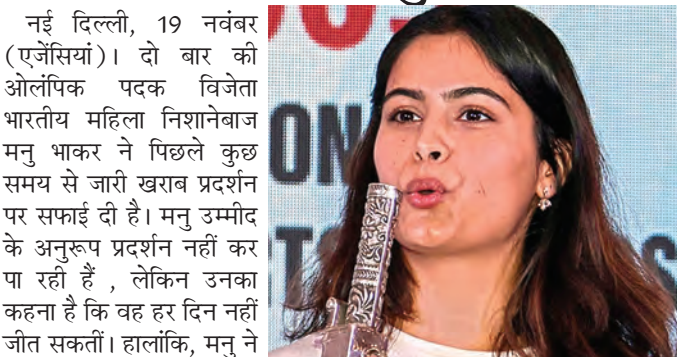 नई दिल्ली, 19 नवंबर
(एजेंसियां)। दो बार की
ओलंपिक पदक विजेता
भारतीय महिला निशानेबाज
मनु भाकर ने पिछले कुछ
समय से जारी खराब प्रदर्शन
पर सफाई दी है। मनु उम्मीद
के अनुरूप प्रदर्शन नहीं कर
पा रही हैं , लेकिन उनका
कहना है कि वह हर दिन नहीं
जीत सकतीं। हालांकि, मनु ने
ON